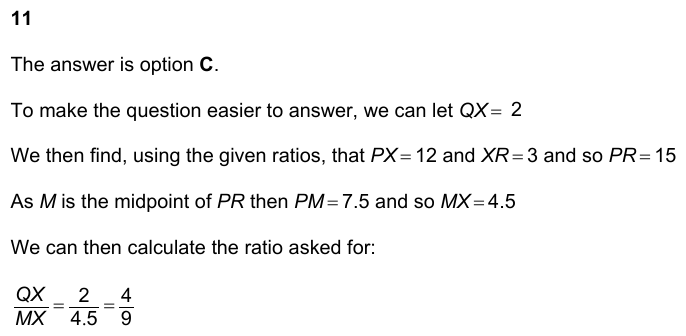 11
The answer is option C.
To make the question easier to answer, we can let QX= 2
We then find, using the given ratios, that PX=12 and XR=3 and so PR=15
As M is the midpoint of PR then PM=7.5 and so MX=4.5
We can then calculate the ratio asked for:
QX/MX = 2/4.5 = 4/9